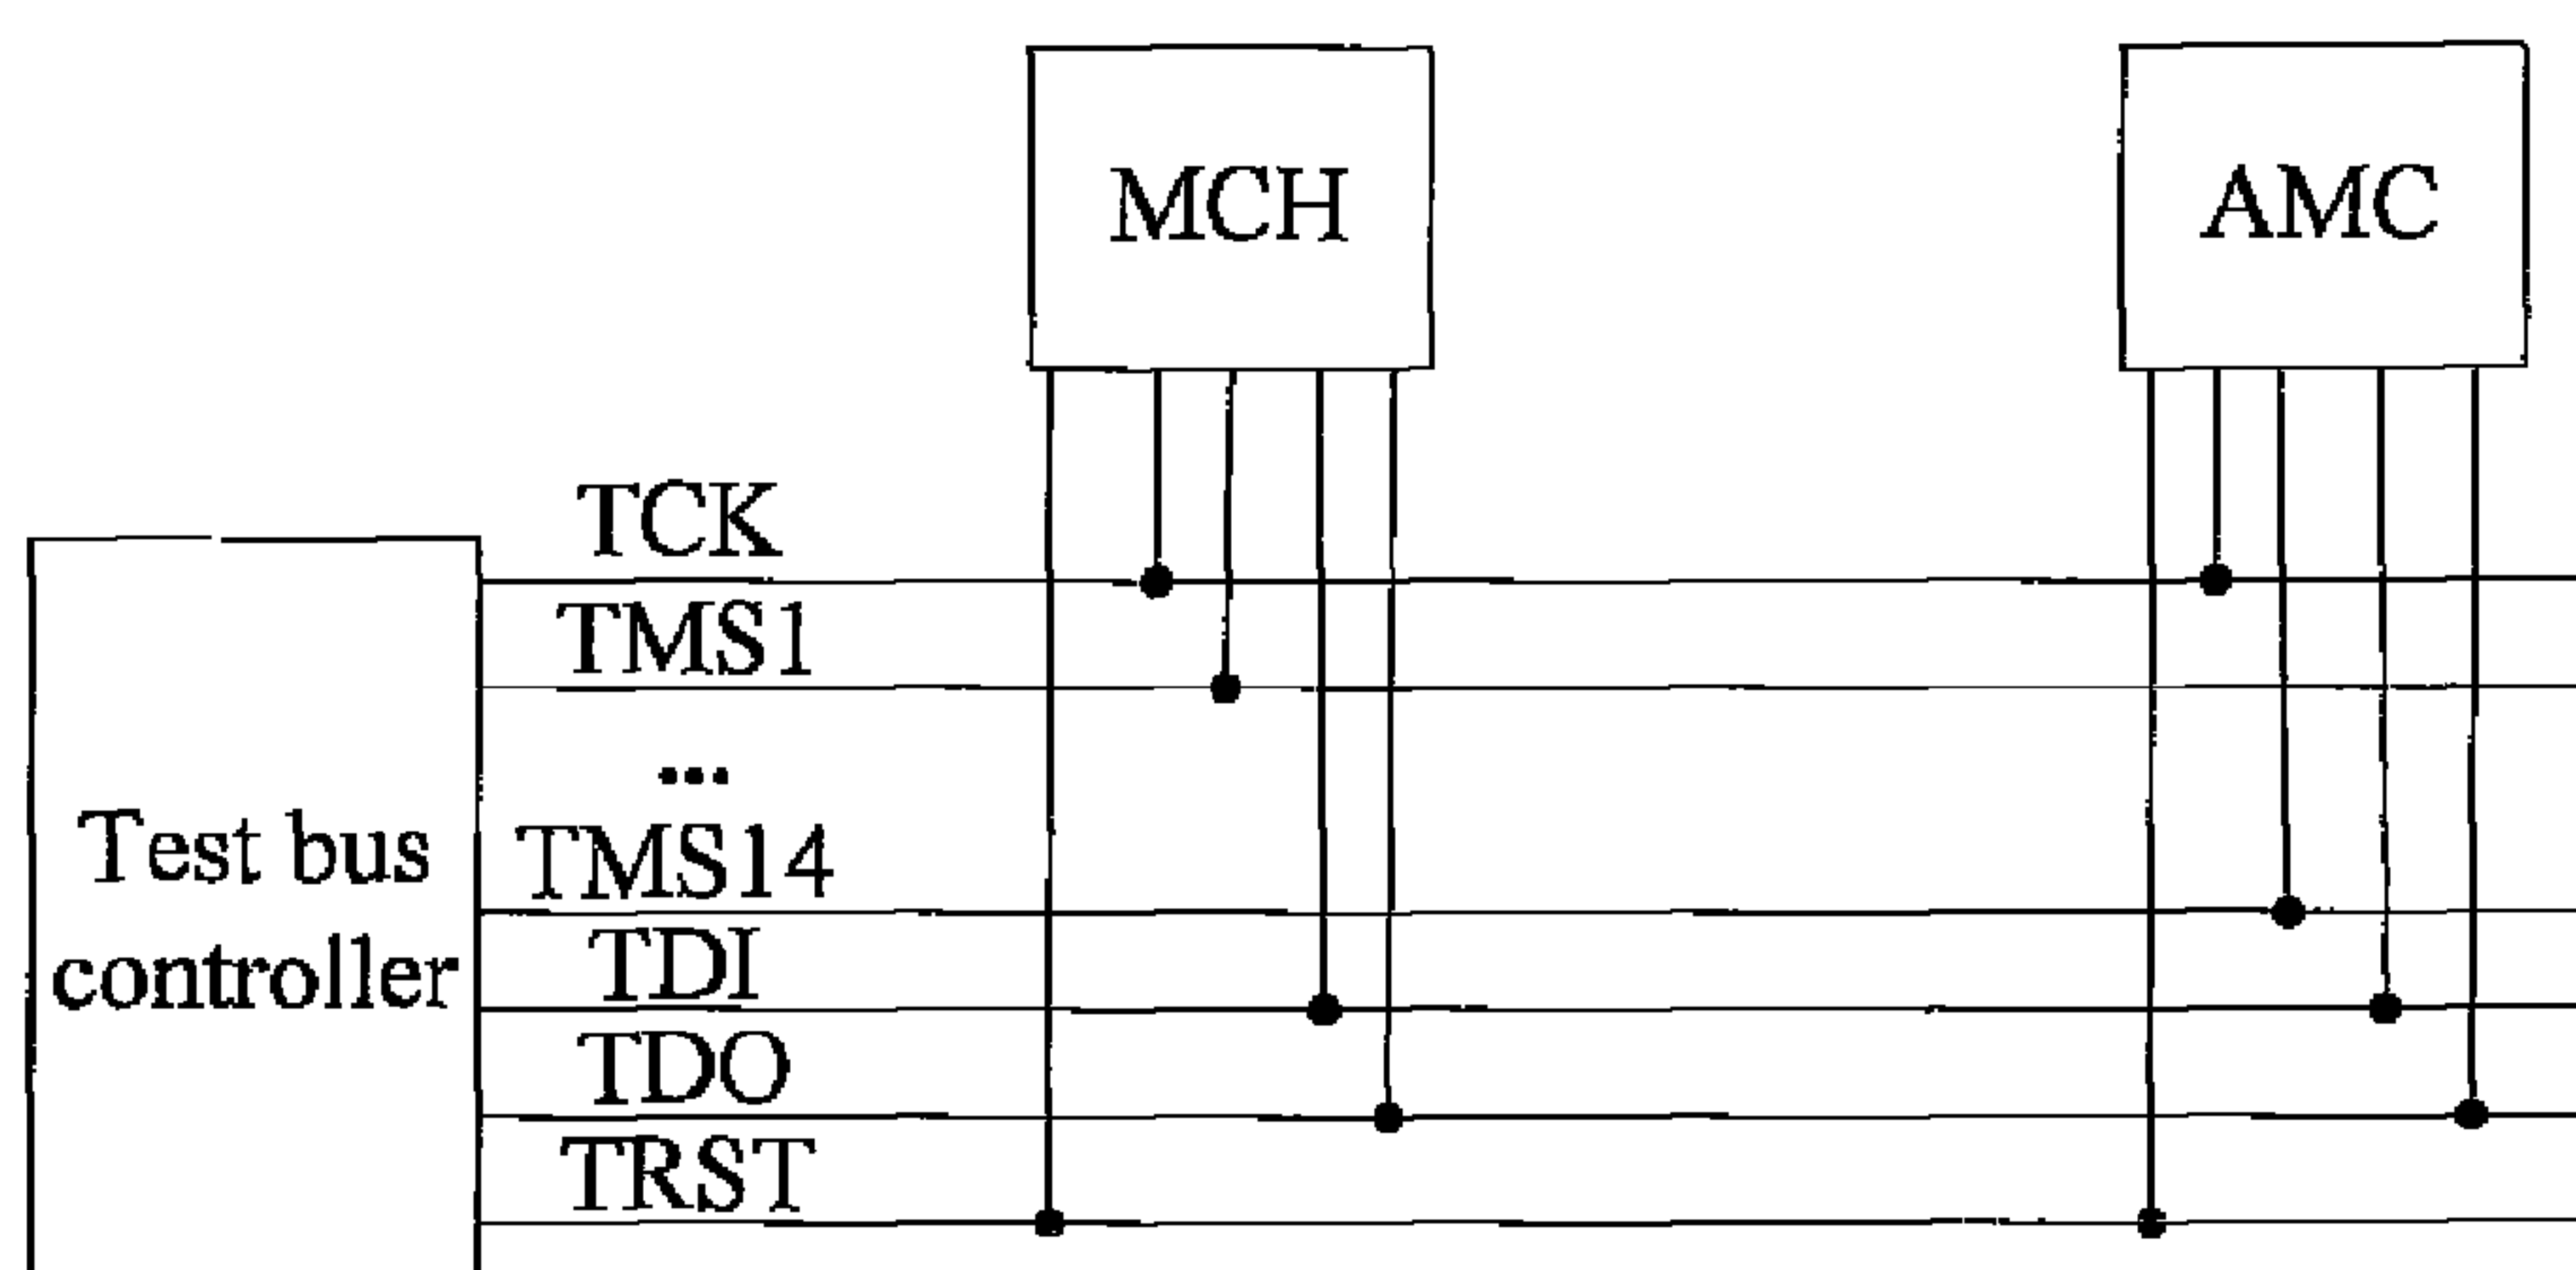 MCH
AMC
TCK
TMS1
...
TMS14
Test bus
controller
TDI
TDO
TRST